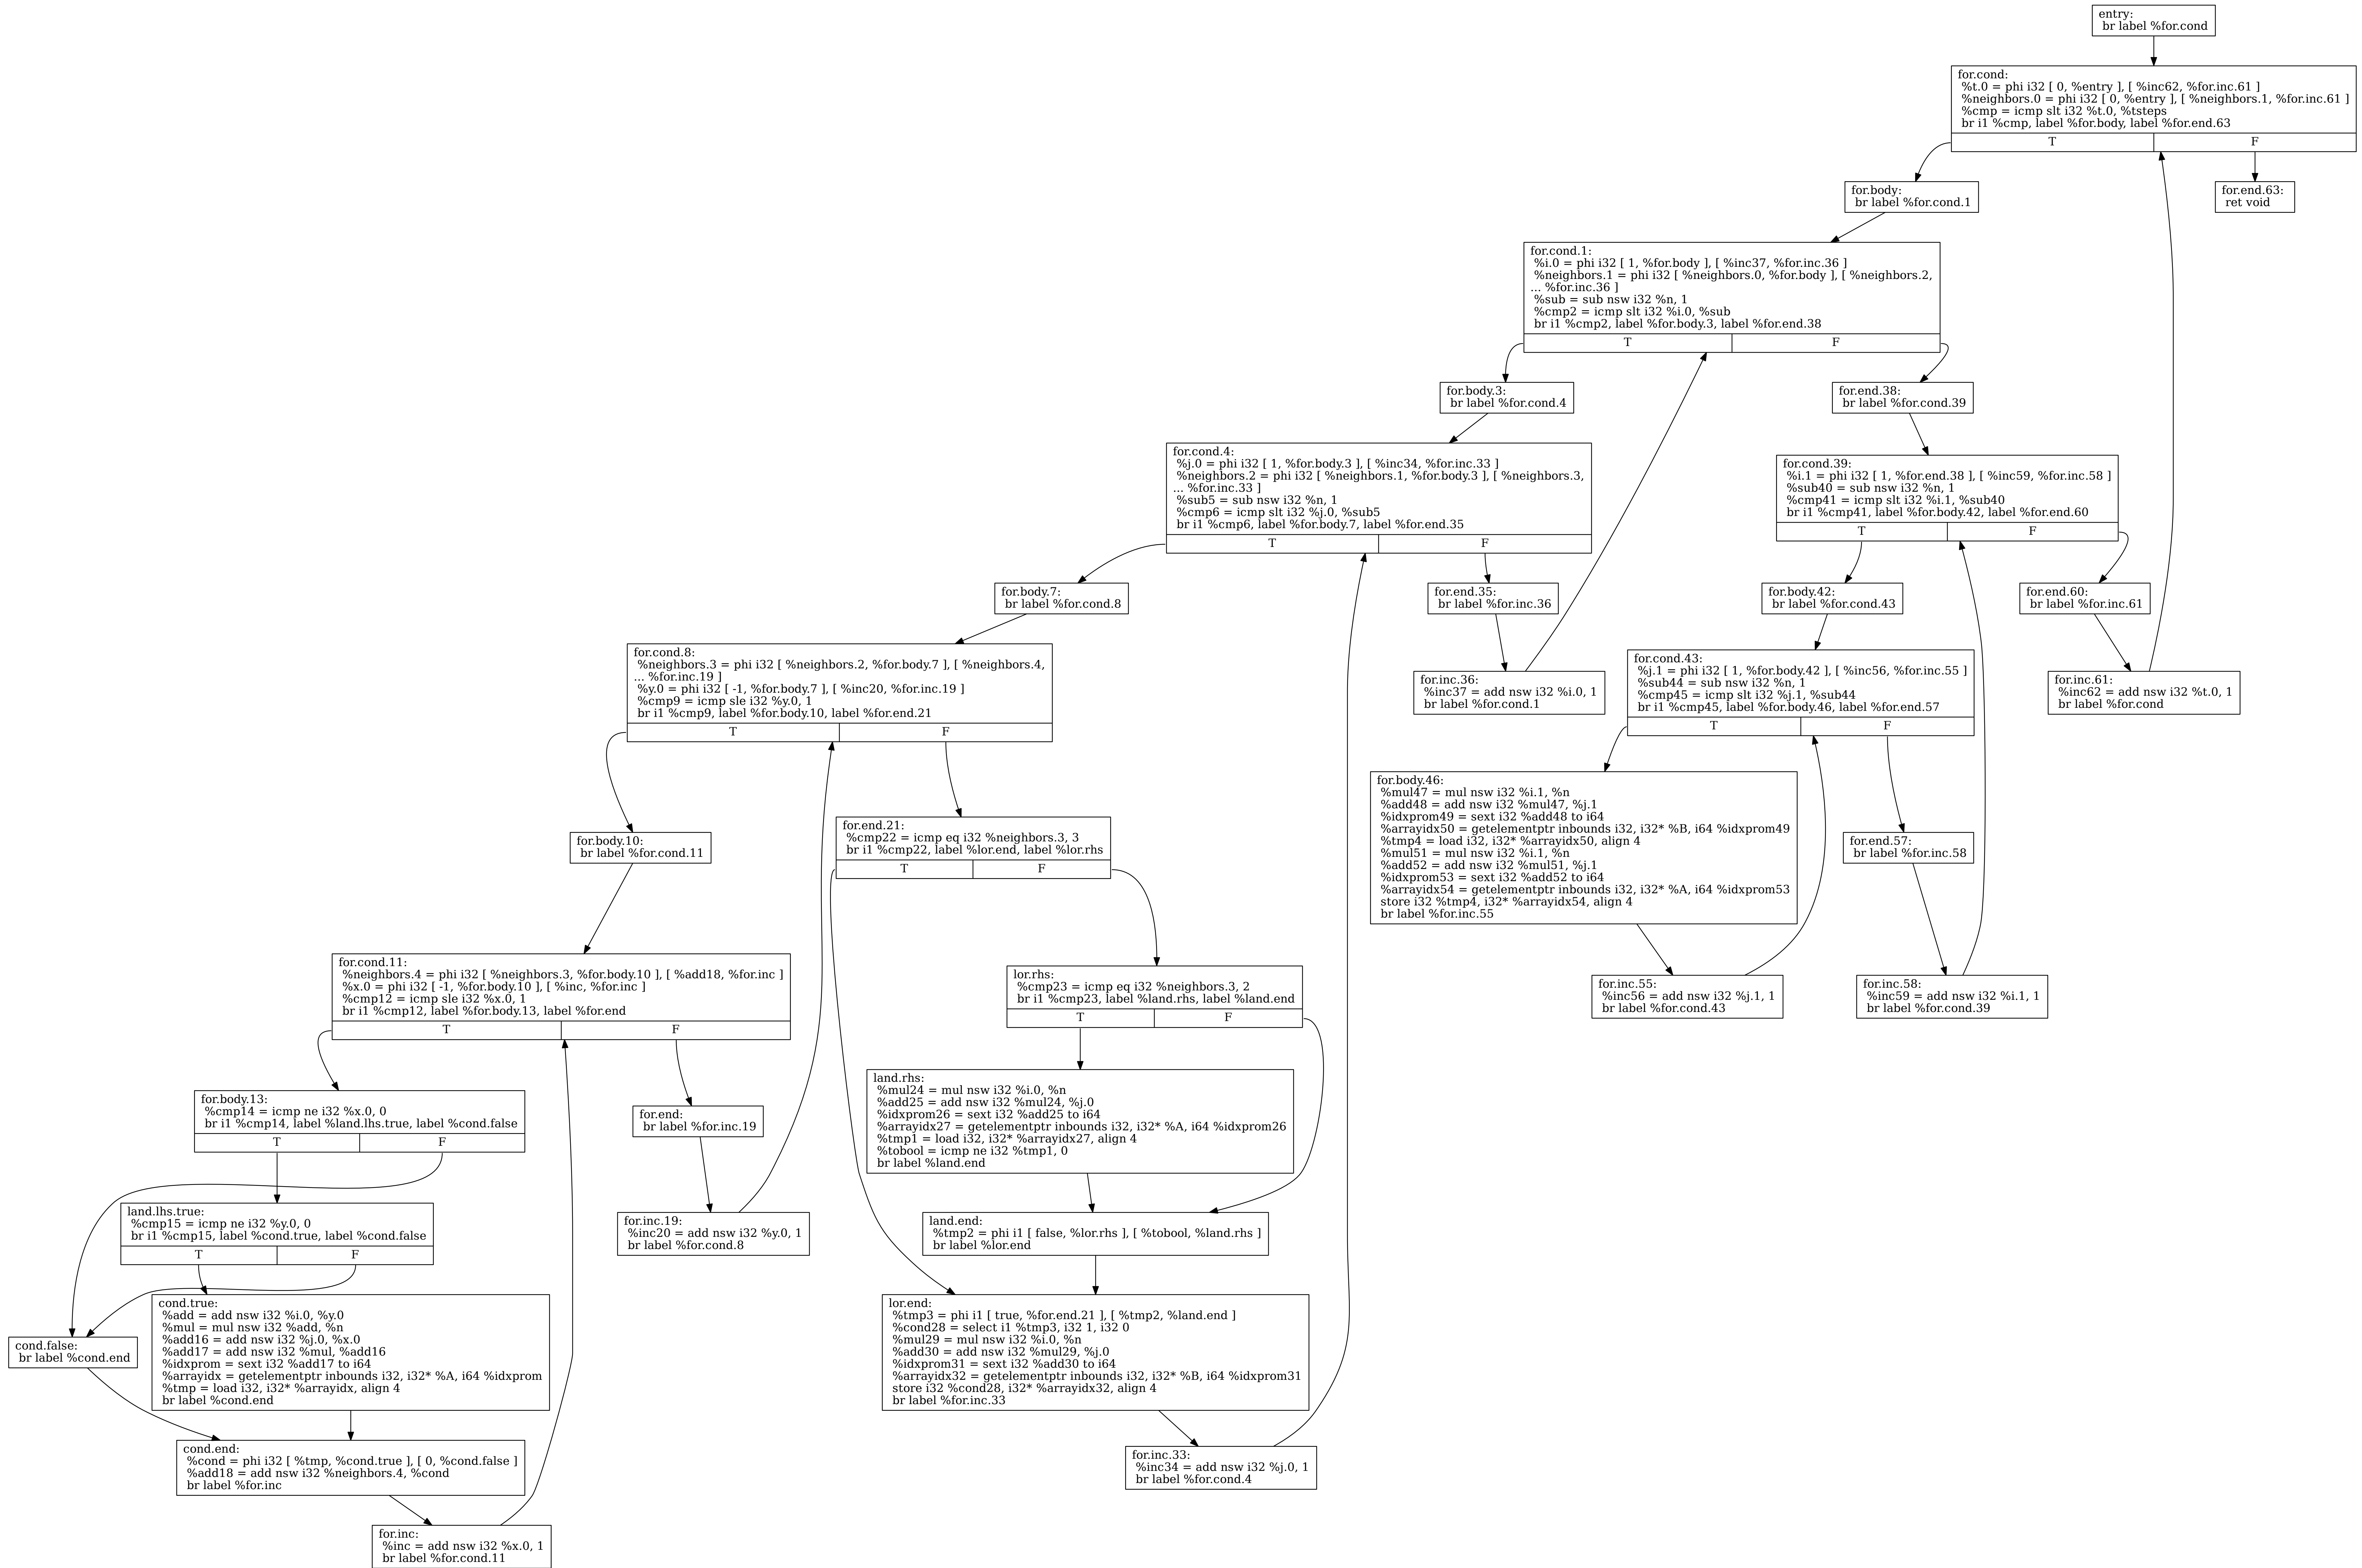 entry:
br label %for.cond
for.cond:
%t.0 = phi i32 [ 0, %entry ], [ %inc62, %for.inc.61 ]
%neighbors.0 = phi i32 [ 0, %entry ], [ %neighbors.1, %for.inc.61 ]
%cmp = icmp slt i32 %t.0, %tsteps
br i1 %cmp, label %for.body, label %for.end.63
T F
for.body:
br label %for.cond.1
for.end.63:
ret void
for.cond.1:
%i.0 = phi i32 [ 1, %for.body ], [ %inc37, %for.inc.36 ]
%neighbors.1 = phi i32 [ %neighbors.0, %for.body ], [ %neighbors.2,
... %for.inc.36 ]
%sub = sub nsw i32 %n, 1
%cmp2 = icmp slt i32 %i.0, %sub
br i1 %cmp2, label %for.body.3, label %for.end.38
T F
for.body.3:
br label %for.cond.4
for.end.38:
br label %for.cond.39
for.cond.4:
%j.0 = phi i32 [ 1, %for.body.3 ], [ %inc34, %for.inc.33 ]
%neighbors.2 = phi i32 [ %neighbors.1, %for.body.3 ], [ %neighbors.3,
... %for.inc.33 ]
%sub5 = sub nsw i32 %n, 1
%cmp6 = icmp slt i32 %j.0, %sub5
br i1 %cmp6, label %for.body.7, label %for.end.35
T F
for.cond.39:
%i.1 = phi i32 [ 1, %for.end.38 ], [ %inc59, %for.inc.58 ]
%sub40 = sub nsw i32 %n, 1
%cmp41 = icmp slt i32 %i.1, %sub40
br i1 %cmp41, label %for.body.42, label %for.end.60
T F
for.body.7:
br label %for.cond.8
for.end.35:
br label %for.inc.36
for.body.42:
br label %for.cond.43
for.end.60:
br label %for.inc.61
for.cond.8:
%neighbors.3 = phi i32 [ %neighbors.2, %for.body.7 ], [ %neighbors.4,
... %for.inc.19 ]
%y.0 = phi i32 [ -1, %for.body.7 ], [ %inc20, %for.inc.19 ]
%cmp9 = icmp sle i32 %y.0, 1
br i1 %cmp9, label %for.body.10, label %for.end.21
T F
for.inc.36:
%inc37 = add nsw i32 %i.0, 1
br label %for.cond.1
for.cond.43:
%j.1 = phi i32 [ 1, %for.body.42 ], [ %inc56, %for.inc.55 ]
%sub44 = sub nsw i32 %n, 1
%cmp45 = icmp slt i32 %j.1, %sub44
br i1 %cmp45, label %for.body.46, label %for.end.57
T F
for.inc.61:
%inc62 = add nsw i32 %t.0, 1
br label %for.cond
for.body.10:
br label %for.cond.11
for.end.21:
%cmp22 = icmp eq i32 %neighbors.3, 3
br i1 %cmp22, label %lor.end, label %lor.rhs
T F
for.body.46:
%mul47 = mul nsw i32 %i.1, %n
%add48 = add nsw i32 %mul47, %j.1
%idxprom49 = sext i32 %add48 to i64
%arrayidx50 = getelementptr inbounds i32, i32* %B, i64 %idxprom49
%tmp4 = load i32, i32* %arrayidx50, align 4
%mul51 = mul nsw i32 %i.1, %n
%add52 = add nsw i32 %mul51, %j.1
%idxprom53 = sext i32 %add52 to i64
%arrayidx54 = getelementptr inbounds i32, i32* %A, i64 %idxprom53
store i32 %tmp4, i32* %arrayidx54, align 4
br label %for.inc.55
for.end.57:
br label %for.inc.58
for.cond.11:
%neighbors.4 = phi i32 [ %neighbors.3, %for.body.10 ], [ %add18, %for.inc ]
%x.0 = phi i32 [ -1, %for.body.10 ], [ %inc, %for.inc ]
%cmp12 = icmp sle i32 %x.0, 1
br i1 %cmp12, label %for.body.13, label %for.end
T F
lor.rhs:
%cmp23 = icmp eq i32 %neighbors.3, 2
br i1 %cmp23, label %land.rhs, label %land.end
T F
for.inc.55:
%inc56 = add nsw i32 %j.1, 1
br label %for.cond.43
for.inc.58:
%inc59 = add nsw i32 %i.1, 1
br label %for.cond.39
for.body.13:
%cmp14 = icmp ne i32 %x.0, 0
br i1 %cmp14, label %land.lhs.true, label %cond.false
T F
for.end:
br label %for.inc.19
land.rhs:
%mul24 = mul nsw i32 %i.0, %n
%add25 = add nsw i32 %mul24, %j.0
%idxprom26 = sext i32 %add25 to i64
%arrayidx27 = getelementptr inbounds i32, i32* %A, i64 %idxprom26
%tmp1 = load i32, i32* %arrayidx27, align 4
%tobool = icmp ne i32 %tmp1, 0
br label %land.end
land.lhs.true:
%cmp15 = icmp ne i32 %y.0, 0
br i1 %cmp15, label %cond.true, label %cond.false
T F
for.inc.19:
%inc20 = add nsw i32 %y.0, 1
br label %for.cond.8
land.end:
%tmp2 = phi i1 [ false, %lor.rhs ], [ %tobool, %land.rhs ]
br label %lor.end
cond.false:
br label %cond.end
cond.true:
%add = add nsw i32 %i.0, %y.0
%mul = mul nsw i32 %add, %n
%add16 = add nsw i32 %j.0, %x.0
%add17 = add nsw i32 %mul, %add16
%idxprom = sext i32 %add17 to i64
%arrayidx = getelementptr inbounds i32, i32* %A, i64 %idxprom
%tmp = load i32, i32* %arrayidx, align 4
br label %cond.end
lor.end:
%tmp3 = phi i1 [ true, %for.end.21 ], [ %tmp2, %land.end ]
%cond28 = select i1 %tmp3, i32 1, i32 0
%mul29 = mul nsw i32 %i.0, %n
%add30 = add nsw i32 %mul29, %j.0
%idxprom31 = sext i32 %add30 to i64
%arrayidx32 = getelementptr inbounds i32, i32* %B, i64 %idxprom31
store i32 %cond28, i32* %arrayidx32, align 4
br label %for.inc.33
cond.end:
%cond = phi i32 [ %tmp, %cond.true ], [ 0, %cond.false ]
%add18 = add nsw i32 %neighbors.4, %cond
br label %for.inc
for.inc.33:
%inc34 = add nsw i32 %j.0, 1
br label %for.cond.4
for.inc:
%inc = add nsw i32 %x.0, 1
br label %for.cond.11